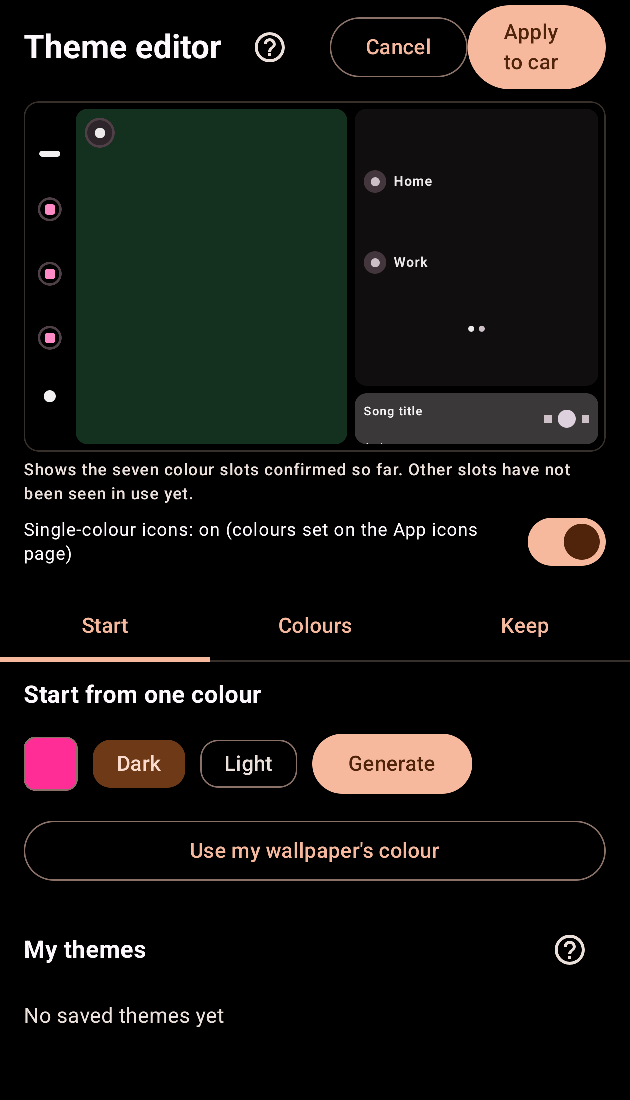 Theme editor
Cancel
Apply
to car
Home
Work
Song title
Shows the seven colour slots confirmed so far. Other slots have not
been seen in use yet.
Single-colour icons: on (colours set on the App icons
page)
Start
Colours
Keep
Start from one colour
Dark
Light
Generate
Use my wallpaper's colour
My themes
No saved themes yet